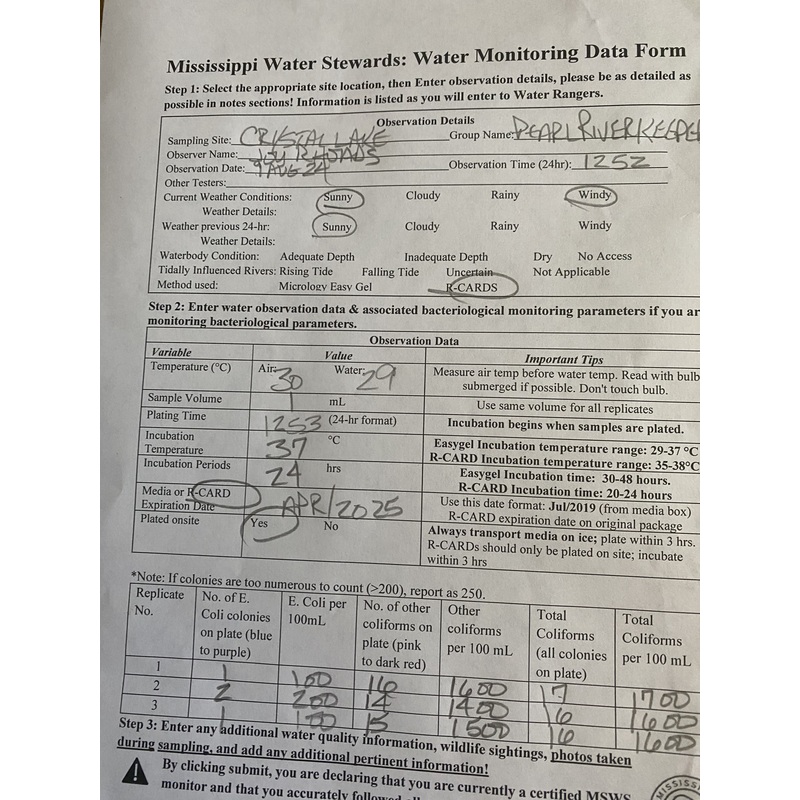 Mississippi Water Stewards: Water Monitoring Data Form
Step 1: Select the appropriate site location, then Enter observation details, please be as detailed as
possible in notes sections! Information is listed as you will enter to Water Rangers.
Observation Details
Sampling Site: CRYSTAL LAKE Group Name: PEARL RIVERKEEPE
Observer Name: RHOADS
Observation Date: 9 AUG 24 Observation Time (24hr): 1252
Other Testers:
Current Weather Conditions: Sunny Cloudy Rainy Windy
Weather Details:
Weather previous 24-hr: Sunny Cloudy Rainy Windy
Weather Details:
Waterbody Condition: Adequate Depth Inadequate Depth Dry No Access
Tidally Influenced Rivers: Rising Tide Falling Tide Uncertain Not Applicable
Method used: Micrology Easy Gel R-CARDS
Step 2: Enter water observation data & associated bacteriological monitoring parameters if you ar
monitoring bacteriological parameters.
Observation Data
Variable Value Important Tips
Temperature (°C) Air: 30 Water: 29 Measure air temp before water temp. Read with bulb
submerged if possible. Don't touch bulb.
Sample Volume 1 mL Use same volume for all replicates
Plating Time 1253 (24-hr format) Incubation begins when samples are plated.
Incubation
Temperature 37 °C Easygel Incubation temperature range: 29-37 °C
R-CARD Incubation temperature range: 35-38°C
Incubation Periods 24 hrs Easygel Incubation time: 30-48 hours.
R-CARD Incubation time: 20-24 hours
Media or R-CARD
Expiration Date APR/2025 Use this date format: Jul/2019 (from media box)
R-CARD expiration date on original package
Plated onsite Yes No Always transport media on ice; plate within 3 hrs.
R-CARDs should only be plated on site; incubate
within 3 hrs
*Note: If colonies are too numerous to count (>200), report as 250.
Replicate No. of E. E. Coli per No. of other Other Total Total
No. Coli colonies 100mL coliforms on coliforms Coliforms Coliforms
on plate (blue plate (pink per 100 mL (all colonies per 100 mL
to purple) to dark red) on plate)
1 1 100 16 1600 17 1700
2 2 200 14 1400 16 1600
3 1 100 15 1500 16 1600
Step 3: Enter any additional water quality information, wildlife sightings, photos taken
during sampling, and add any additional pertinent information!
By clicking submit, you are declaring that you are currently a certified MSWS
monitor and that you accurately followed
MISSISS